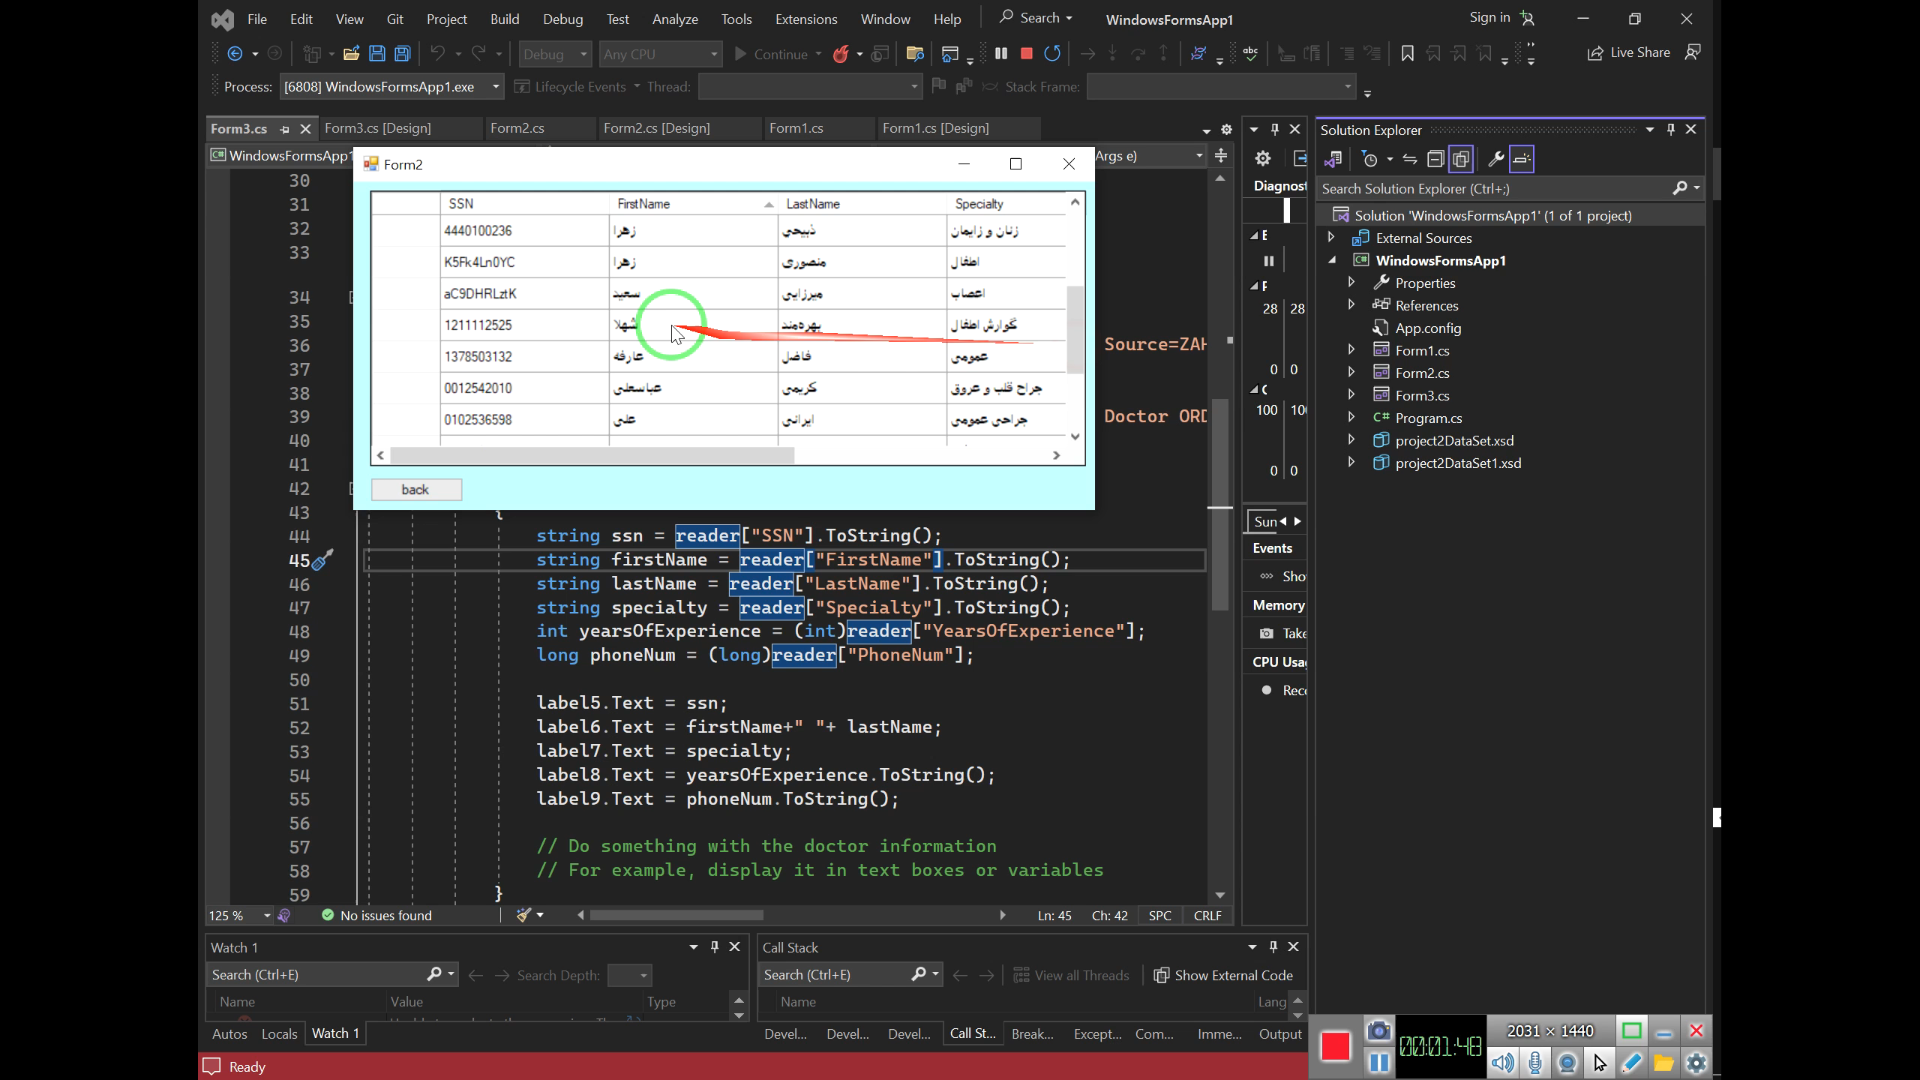 File Edit View Git Project Build Debug Test Analyze Tools Extensions Window Help Search WindowsFormsApp1 Sign in
Debug Any CPU Continue Live Share
Process: [6808] WindowsFormsApp1.exe Lifecycle Events Thread: Stack Frame:
Form3.cs Form3.cs [Design] Form2.cs Form2.cs [Design] Form1.cs Form1.cs [Design]
WindowsFormsApp1 Args e)
Form2
SSN FirstName LastName Specialty
4440100236 زهرا ذبیحی زنان و زایمان
K5Fk4Ln0YC زهرا منصوری اطفال
aC9DHRLztK سعید میرزایی اعصاب
1211112525 شهلا بهره‌مند گوارش اطفال
1378503132 عارفه فاضل عمومی
0012542010 عباسعلی کریمی جراح قلب و عروق
0102536598 علی ایرانی جراحی عمومی
back
30
31
32
33
34
35
36 Source=ZAH
37
38
39 Doctor ORD
40
41
42
43 {
44 string ssn = reader["SSN"].ToString();
45 string firstName = reader["FirstName"].ToString();
46 string lastName = reader["LastName"].ToString();
47 string specialty = reader["Specialty"].ToString();
48 int yearsOfExperience = (int)reader["YearsOfExperience"];
49 long phoneNum = (long)reader["PhoneNum"];
50
51 label5.Text = ssn;
52 label6.Text = firstName+" "+ lastName;
53 label7.Text = specialty;
54 label8.Text = yearsOfExperience.ToString();
55 label9.Text = phoneNum.ToString();
56
57 // Do something with the doctor information
58 // For example, display it in text boxes or variables
59 }
125 % No issues found Ln: 45 Ch: 42 SPC CRLF
Diagnost
E
F
28 28
0 0
C
100 10
0 0
Sun
Events
Sho
Memory
Take
CPU Usa
Reco
Solution Explorer
Search Solution Explorer (Ctrl+;)
Solution 'WindowsFormsApp1' (1 of 1 project)
External Sources
WindowsFormsApp1
Properties
References
App.config
Form1.cs
Form2.cs
Form3.cs
Program.cs
project2DataSet.xsd
project2DataSet1.xsd
Watch 1
Search (Ctrl+E) Search Depth:
Name Value Type
Autos Locals Watch 1
Call Stack
Search (Ctrl+E) View all Threads Show External Code
Name Lang
Devel... Devel... Devel... Call St... Break... Except... Com... Imme... Output
Ready
00:01:48 2031 × 1440